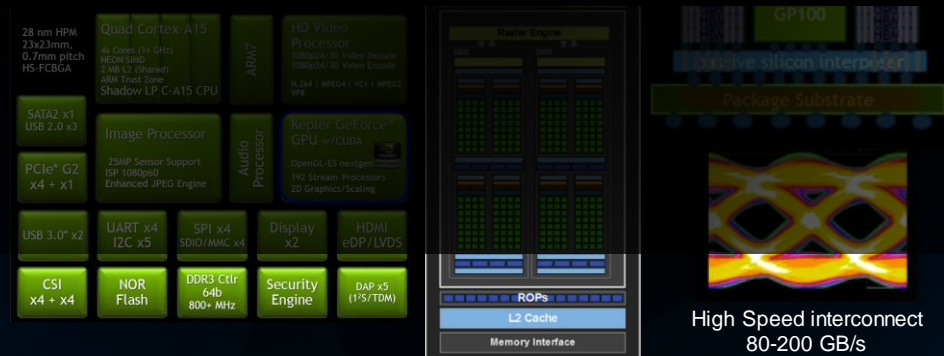 28 nm HPM
23x23mm,
0.7mm pitch
HS-FCBGA
Quad Cortex-A15
4x Cores (1+ GHz)
NEON SIMD
2 MB L2 (Shared)
ARM Trust Zone
Shadow LP C-A15 CPU
ARM7
HD Video
Processor
1080p24/30 Video Decode
1080p24/30 Video Encode
H.264 | MPEG4 | VC1 | MPEG2
VP8
SATA2 x1
USB 2.0 x3
Image Processor
25MP Sensor Support
ISP 1080p60
Enhanced JPEG Engine
Audio
Processor
Kepler GeForce®
GPU w/CUDA
OpenGL-ES nextgen
192 Stream Processors
2D Graphics/Scaling
PCIe* G2
x4 + x1
USB 3.0* x2
UART x4
I2C x5
SPI x4
SDIO/MMC x4
Display
x2
HDMI
eDP/LVDS
CSI
x4 + x4
NOR
Flash
DDR3 Ctlr
64b
800+ MHz
Security
Engine
DAP x5
(I²S/TDM)
Raster Engine
ROPs
L2 Cache
Memory Interface
GP100
passive silicon interposer
Package Substrate
High Speed interconnect
80-200 GB/s